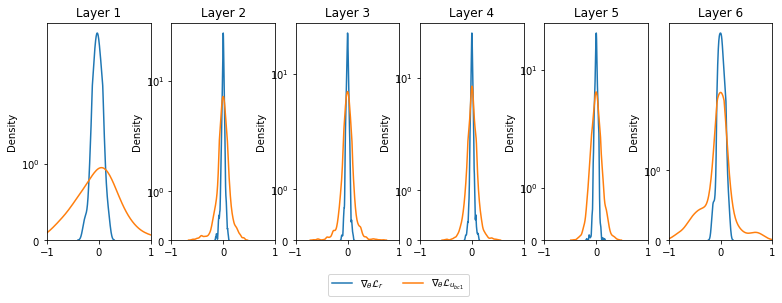 Layer 1 Layer 2 Layer 3 Layer 4 Layer 5 Layer 6
Density Density Density Density Density Density
10¹ 10¹ 10¹ 10¹
10⁰ 10⁰ 10⁰ 10⁰ 10⁰ 10⁰
0 0 0 0 0 0
−1 0 1 −1 0 1 −1 0 1 −1 0 1 −1 0 1 −1 0 1
∇θℒr ∇θℒubc1